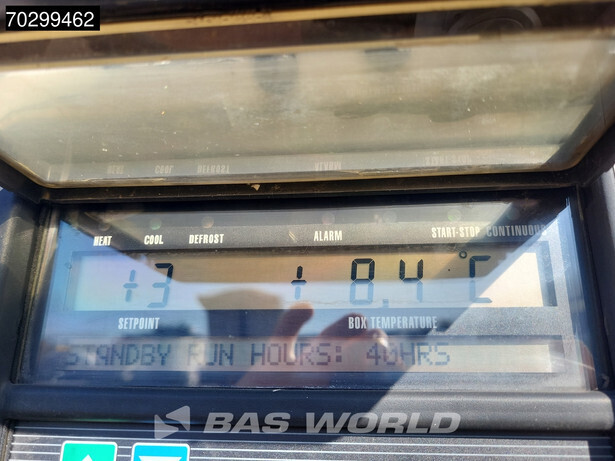 70299462
HEAT COOL DEFROST ALARM START-STOP CONTINUOUS
+3 + 8,4 °C
SETPOINT BOX TEMPERATURE
STANDBY RUN HOURS: 40HRS
BAS WORLD